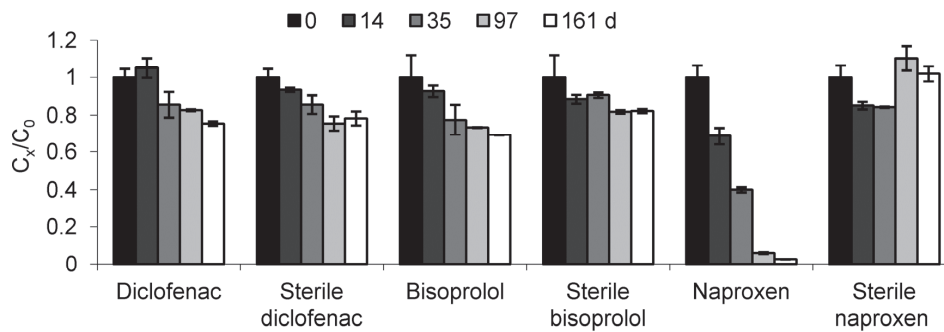 0 14 35 97 161 d
1.2
1
0.8
0.6
0.4
0.2
0
Cₓ/C₀
Diclofenac Sterile Bisoprolol Sterile Naproxen Sterile
diclofenac bisoprolol naproxen